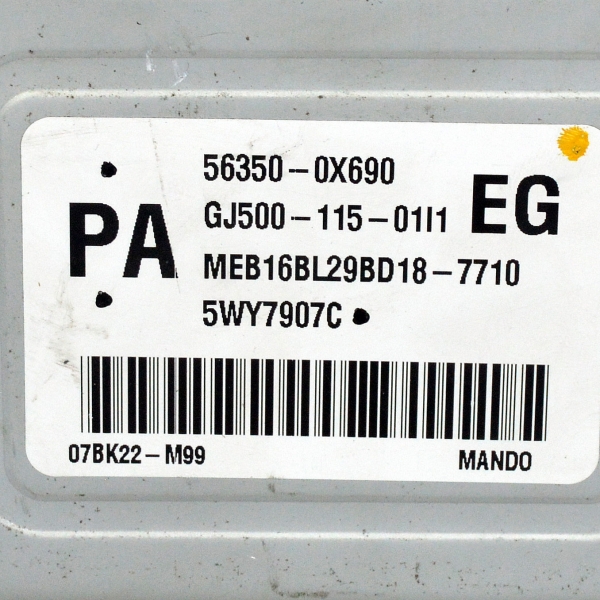 PA
56350-0X690
GJ500-115-01I1
EG
MEB16BL29BD18-7710
5WY7907C
07BK22-M99
MANDO